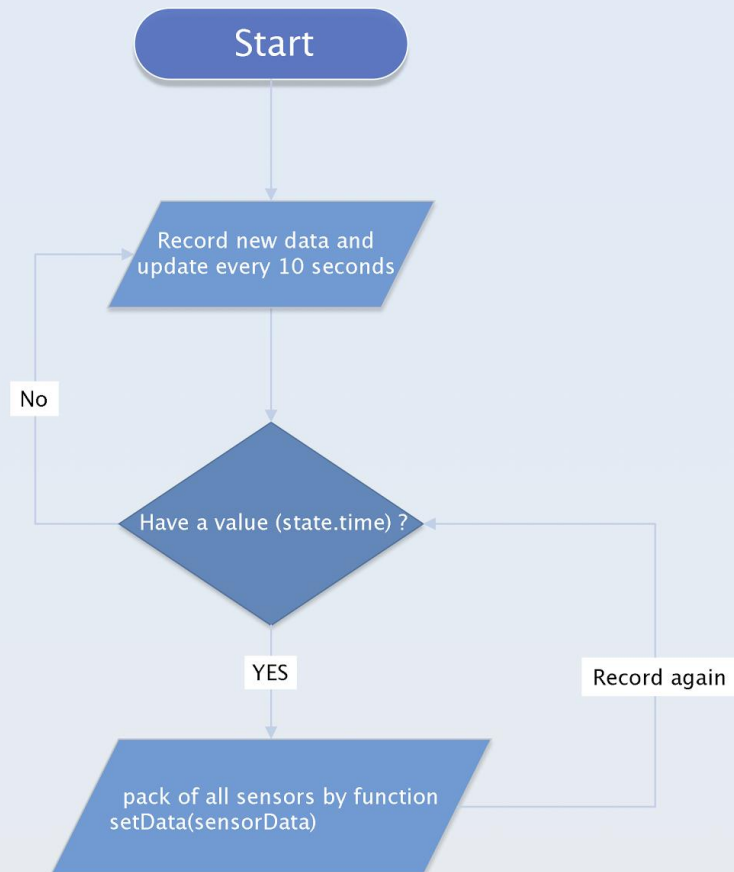 Start
Record new data and
update every 10 seconds
No
Have a value (state.time) ?
YES
Record again
pack of all sensors by function
setData(sensorData)